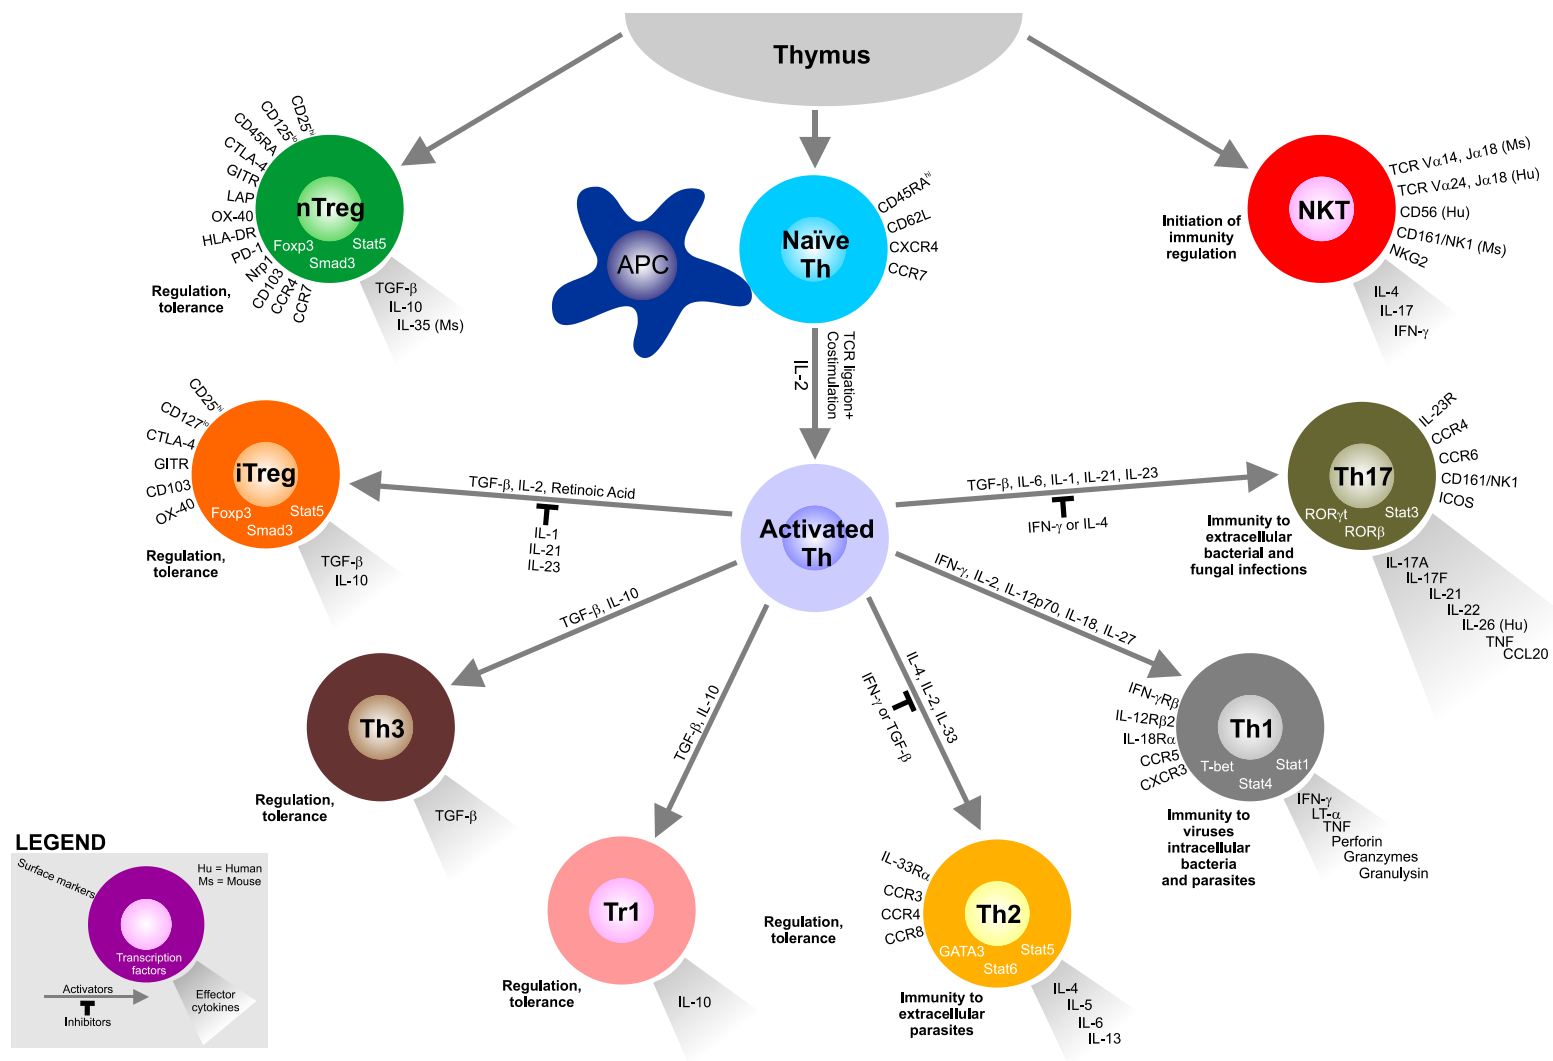 Thymus
CD25hi
CD125lo
CD45RA
CTLA-4
GITR
LAP
OX-40
HLA-DR
PD-1
Nrp1
CD103
CCR4
CCR7
nTreg
Foxp3
Stat5
Smad3
Regulation,
tolerance
TGF-β
IL-10
IL-35 (Ms)
APC
Naïve
Th
CD45RAhi
CD62L
CXCR4
CCR7
TCR ligation+
Costimulation
IL-2
NKT
Initiation of
immunity
regulation
TCR Vα14, Jα18 (Ms)
TCR Vα24, Jα18 (Hu)
CD56 (Hu)
CD161/NK1 (Ms)
NKG2
IL-4
IL-17
IFN-γ
CD25hi
CD127lo
CTLA-4
GITR
CD103
OX-40
iTreg
Foxp3
Stat5
Smad3
Regulation,
tolerance
TGF-β
IL-10
TGF-β, IL-2, Retinoic Acid
IL-1
IL-21
IL-23
Activated
Th
TGF-β, IL-6, IL-1, IL-21, IL-23
IFN-γ or IL-4
Th17
RORγt
Stat3
RORβ
IL-23R
CCR4
CCR6
CD161/NK1
ICOS
Immunity to
extracellular
bacterial and
fungal infections
IL-17A
IL-17F
IL-21
IL-22
IL-26 (Hu)
TNF
CCL20
TGF-β, IL-10
Th3
Regulation,
tolerance
TGF-β
TGF-β, IL-10
Tr1
Regulation,
tolerance
IL-10
IL-4, IL-2, IL-33
IFN-γ or TGF-β
IL-33Rα
CCR3
CCR4
CCR8
Th2
GATA3
Stat5
Stat6
Regulation,
tolerance
Immunity to
extracellular
parasites
IL-4
IL-5
IL-6
IL-13
IFN-γ, IL-2, IL-12p70, IL-18, IL-27
IFN-γRβ
IL-12Rβ2
IL-18Rα
CCR5
CXCR3
Th1
T-bet
Stat1
Stat4
Immunity to
viruses
intracellular
bacteria
and parasites
IFN-γ
LT-α
TNF
Perforin
Granzymes
Granulysin
LEGEND
Surface markers
Hu = Human
Ms = Mouse
Transcription
factors
Activators
Inhibitors
Effector
cytokines